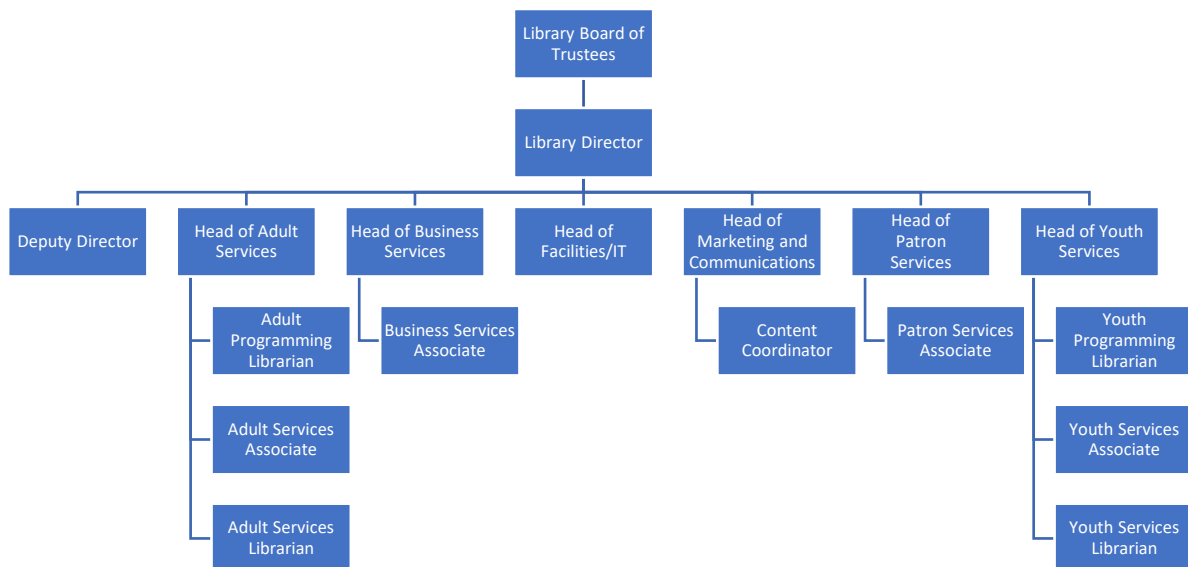 Library Board of
Trustees
Library Director
Deputy Director
Head of Adult
Services
Head of Business
Services
Head of
Facilities/IT
Head of
Marketing and
Communications
Head of
Patron
Services
Head of Youth
Services
Adult
Programming
Librarian
Business Services
Associate
Content
Coordinator
Patron Services
Associate
Youth
Programming
Librarian
Adult Services
Associate
Youth Services
Associate
Adult Services
Librarian
Youth Services
Librarian